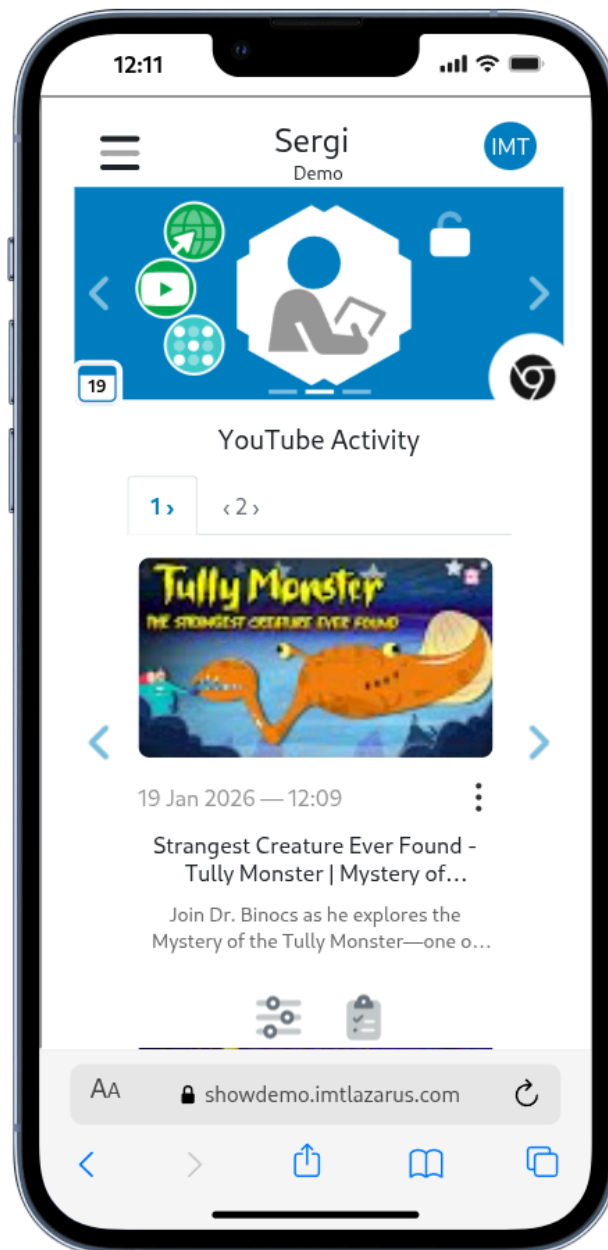 12:11
Sergi
IMT
Demo
19
YouTube Activity
1 ›
‹ 2 ›
Tully Monster
THE STRANGEST CREATURE EVER FOUND
19 Jan 2026 — 12:09
Strangest Creature Ever Found -
Tully Monster | Mystery of...
Join Dr. Binocs as he explores the
Mystery of the Tully Monster—one o...
AA
showdemo.imtlazarus.com